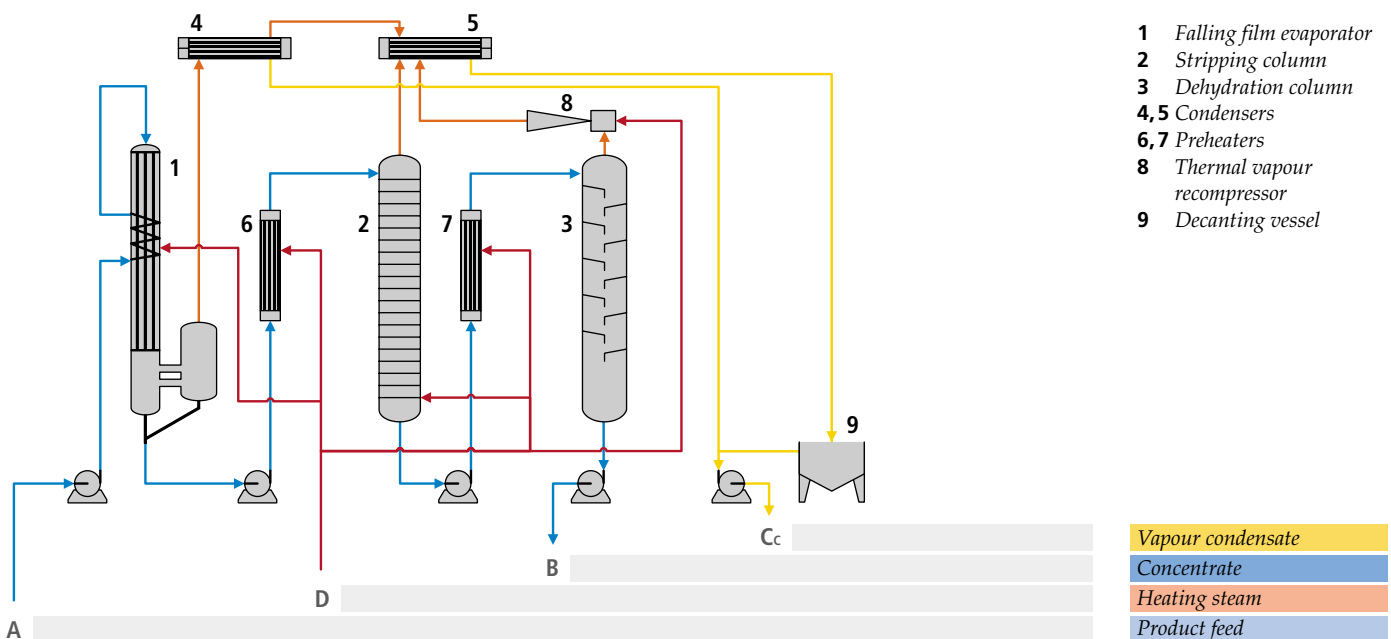 4
5
1 Falling film evaporator
2 Stripping column
3 Dehydration column
4, 5 Condensers
6, 7 Preheaters
8 Thermal vapour
recompressor
9 Decanting vessel
8
1
6
2
7
3
9
Cc
Vapour condensate
B
Concentrate
D
Heating steam
A
Product feed